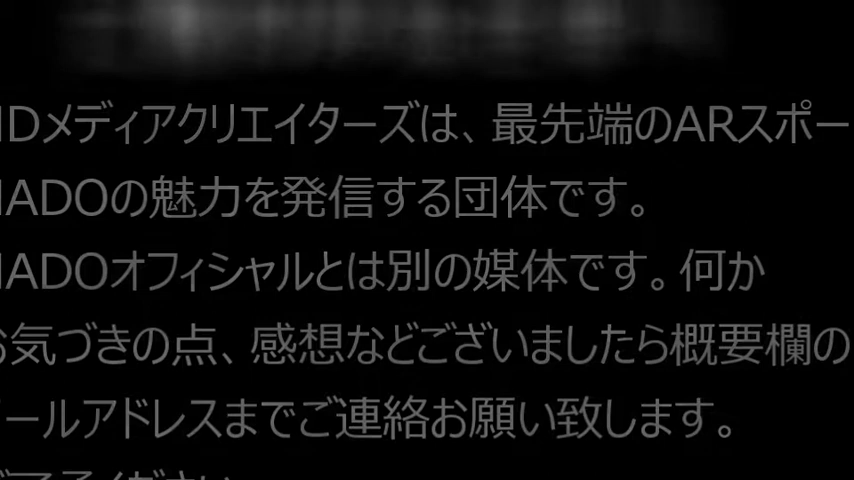 HDメディアクリエイターズは、最先端のARスポー
HADOの魅力を発信する団体です。
HADOオフィシャルとは別の媒体です。何か
お気づきの点、感想などございましたら概要欄の
メールアドレスまでご連絡お願い致します。